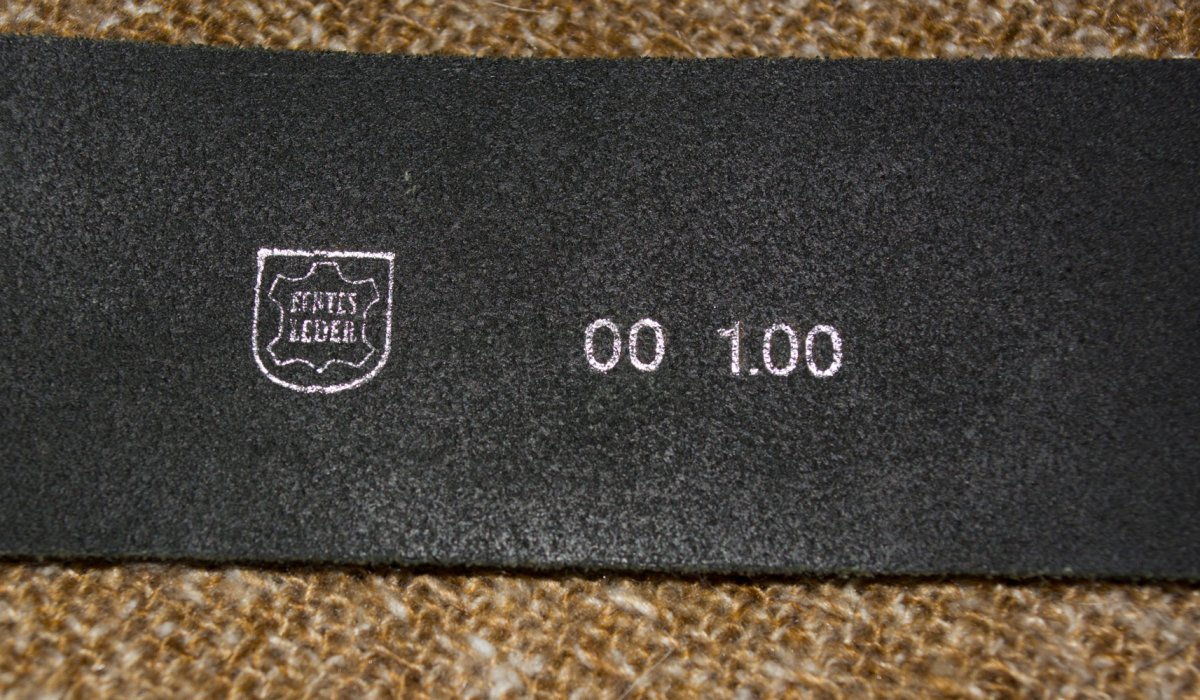 ECHTES
LEDER
00 1.00